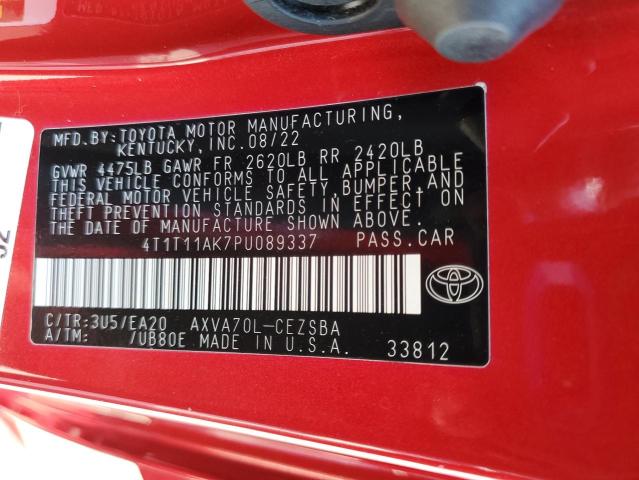 MFD.BY:TOYOTA MOTOR MANUFACTURING,
KENTUCKY, INC.08/22
GVWR 4475LB GAWR FR 2620LB RR 2420LB
THIS VEHICLE CONFORMS TO ALL APPLICABLE
FEDERAL MOTOR VEHICLE SAFETY,BUMPER,AND
THEFT PREVENTION STANDARDS IN EFFECT ON
THE DATE OF MANUFACTURE SHOWN ABOVE.
4T1T11AK7PU089337 PASS.CAR
C/TR:3U5/EA20 AXVA70L-CEZSBA
A/TM: /UB80E MADE IN U.S.A. 33812